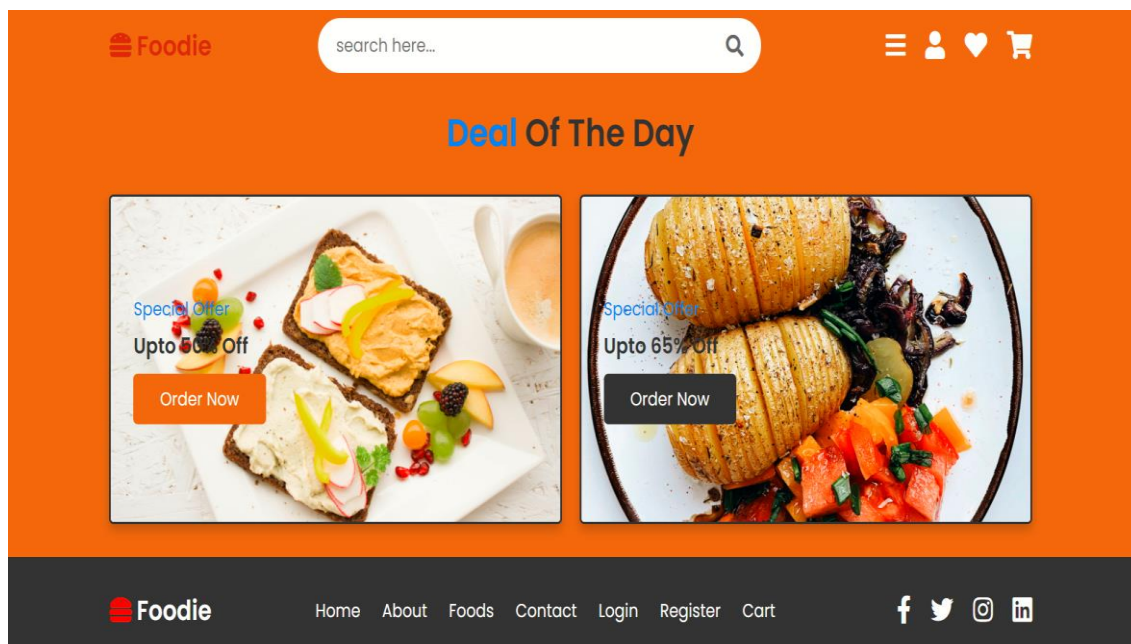 Foodie
search here...
Deal Of The Day
Special Offer
Upto 50% Off
Order Now
Special Offer
Upto 65% Off
Order Now
Foodie
Home About Foods Contact Login Register Cart